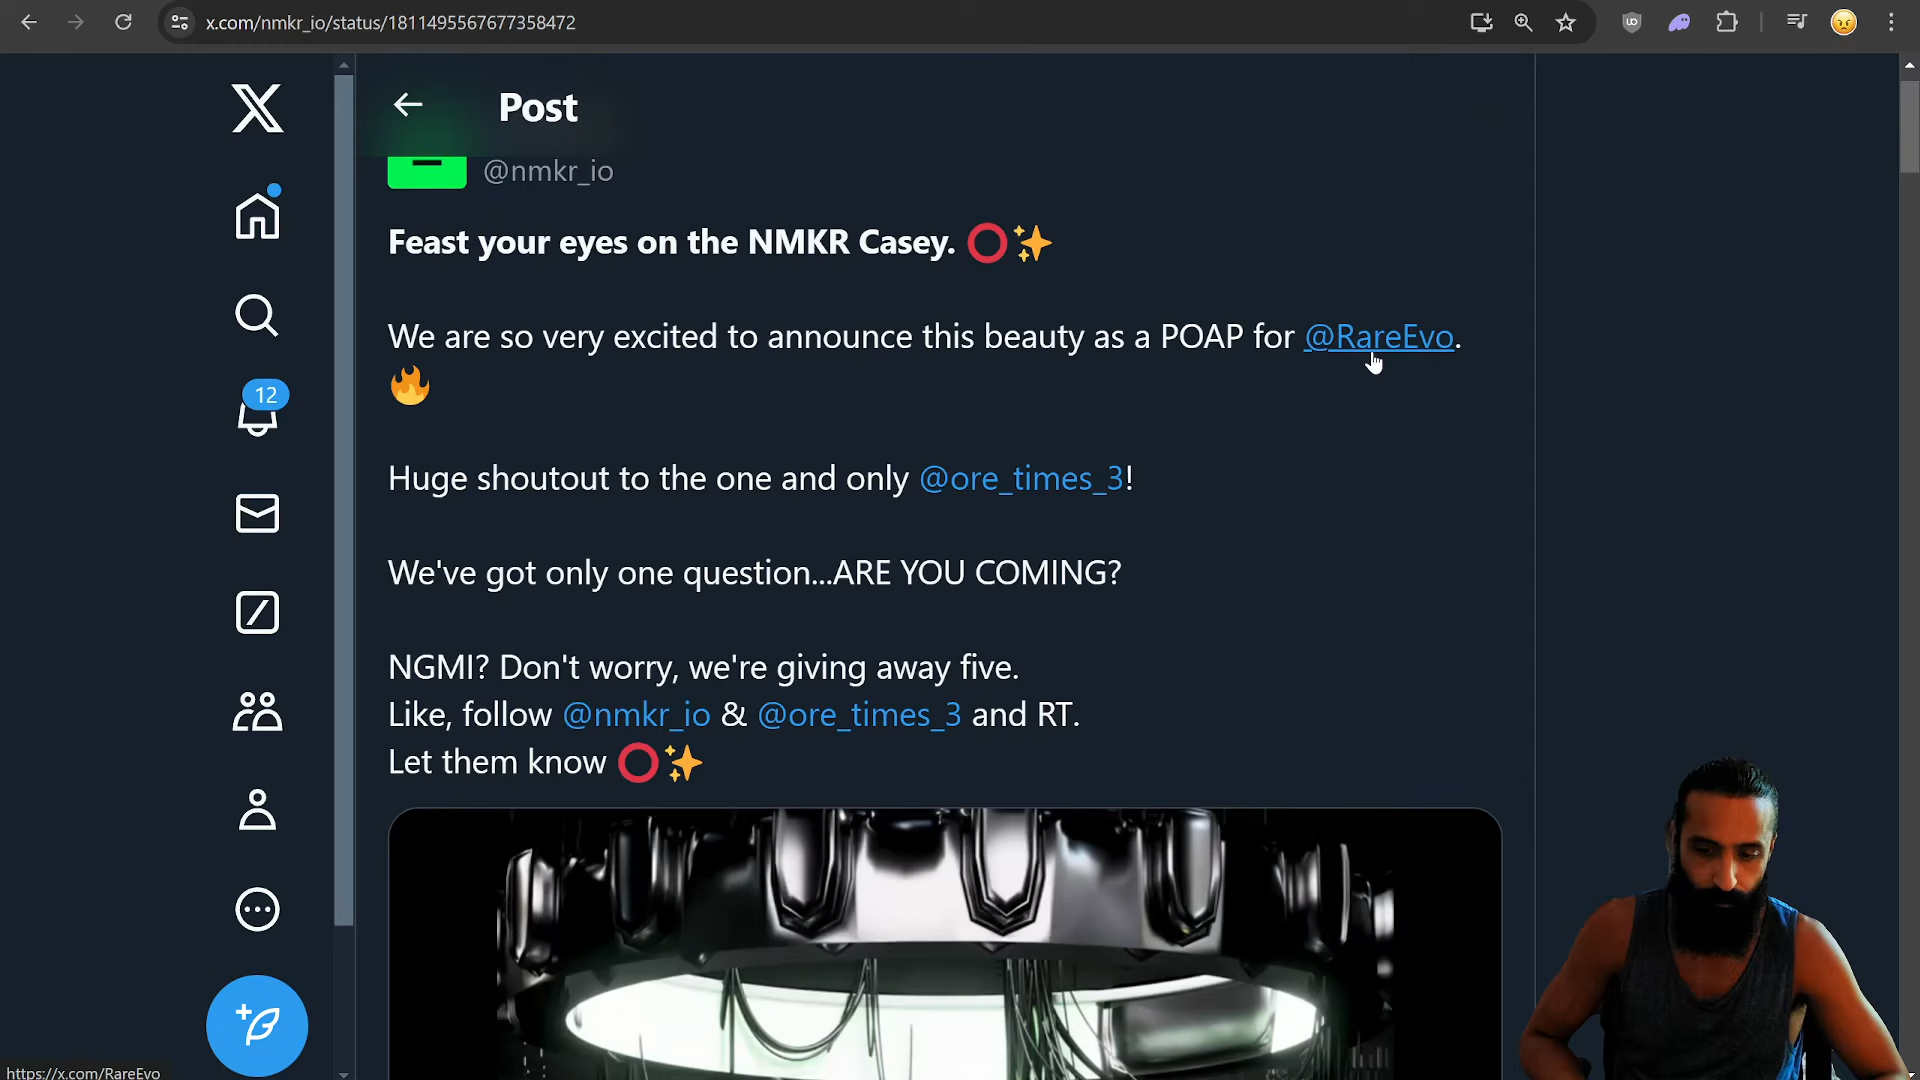 x.com/nmkr_io/status/1811495567677358472
Post
@nmkr_io
Feast your eyes on the NMKR Casey. ⭕✨
We are so very excited to announce this beauty as a POAP for @RareEvo.
🔥
Huge shoutout to the one and only @ore_times_3!
12
We've got only one question...ARE YOU COMING?
NGMI? Don't worry, we're giving away five.
Like, follow @nmkr_io & @ore_times_3 and RT.
Let them know ⭕✨
https://x.com/RareEvo